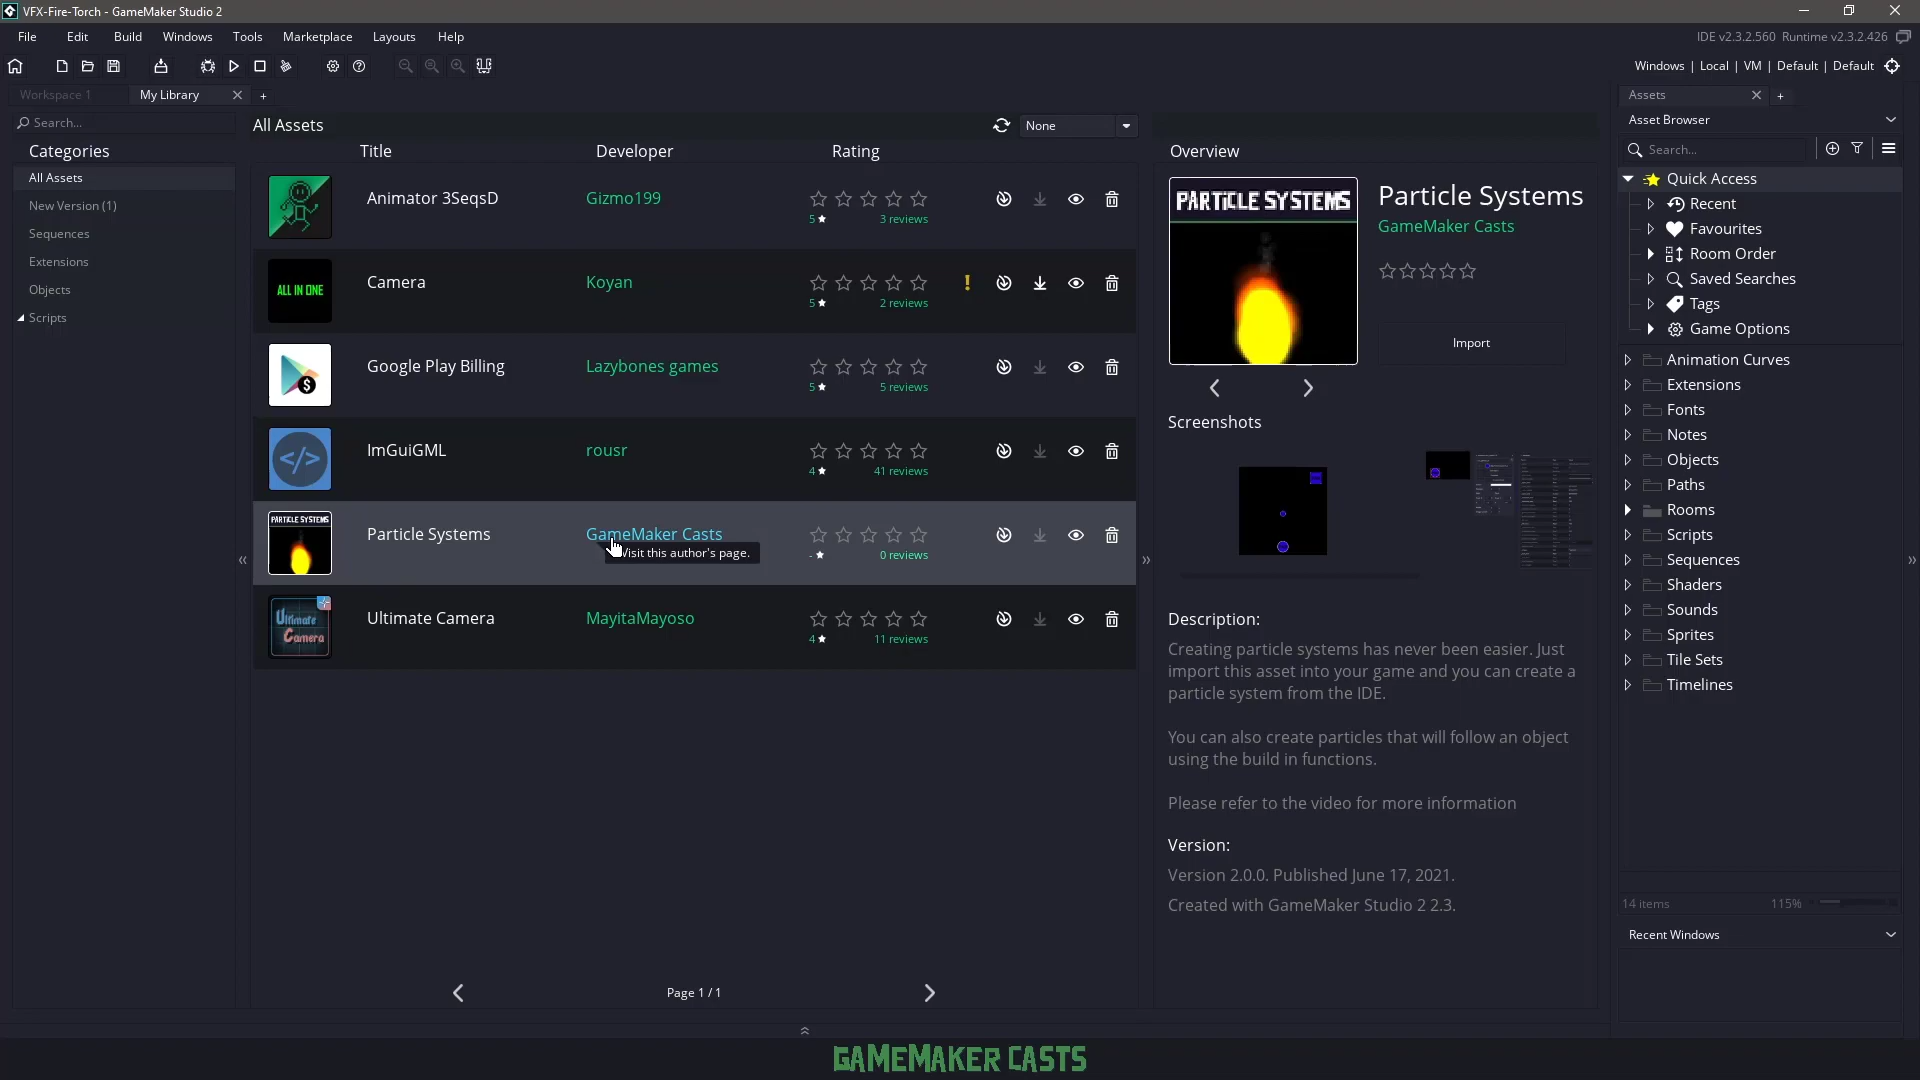 VFX-Fire-Torch - GameMaker Studio 2
File Edit Build Windows Tools Marketplace Layouts Help
IDE v2.3.2.560 Runtime v2.3.2.426
Windows | Local | VM | Default | Default
Workspace 1
My Library
Search...
Categories
All Assets
New Version (1)
Sequences
Extensions
Objects
Scripts
All Assets
None
Title Developer Rating
Animator 3SeqsD Gizmo199
5 3 reviews
ALL IN ONE
Camera Koyan
5 2 reviews
Google Play Billing Lazybones games
5 5 reviews
ImGuiGML rousr
4 41 reviews
PARTICLE SYSTEMS
Particle Systems GameMaker Casts
Visit this author's page.
- 0 reviews
Ultimate Camera
Ultimate Camera MayitaMayoso
4 11 reviews
Page 1 / 1
Overview
PARTICLE SYSTEMS
Particle Systems
GameMaker Casts
Import
Screenshots
Description:
Creating particle systems has never been easier. Just
import this asset into your game and you can create a
particle system from the IDE.
You can also create particles that will follow an object
using the build in functions.
Please refer to the video for more information
Version:
Version 2.0.0. Published June 17, 2021.
Created with GameMaker Studio 2 2.3.
Assets
Asset Browser
Search...
Quick Access
Recent
Favourites
Room Order
Saved Searches
Tags
Game Options
Animation Curves
Extensions
Fonts
Notes
Objects
Paths
Rooms
Scripts
Sequences
Shaders
Sounds
Sprites
Tile Sets
Timelines
14 items 115%
Recent Windows
GAMEMAKER CASTS